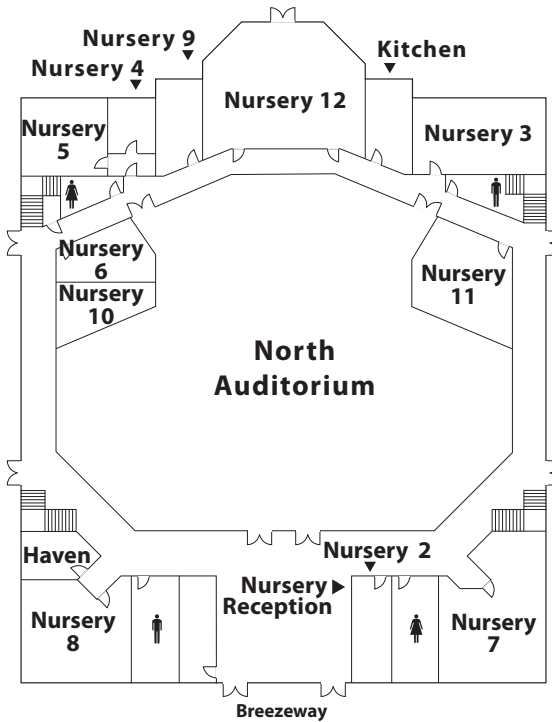 Nursery 9
Nursery 4
Kitchen
Nursery 12
Nursery
5
Nursery 3
Nursery
6
Nursery
10
Nursery
11
North
Auditorium
Haven
Nursery 2
Nursery
Reception
Nursery
8
Nursery
7
Breezeway